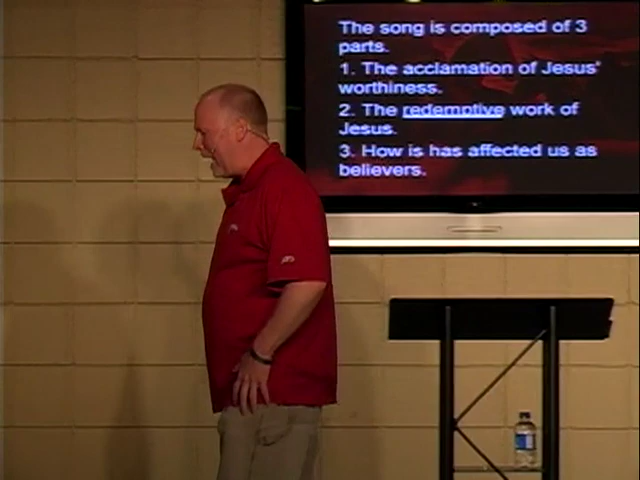 The song is composed of 3
parts.
1. The acclamation of Jesus'
worthiness.
2. The redemptive work of
Jesus.
3. How is has affected us as
believers.